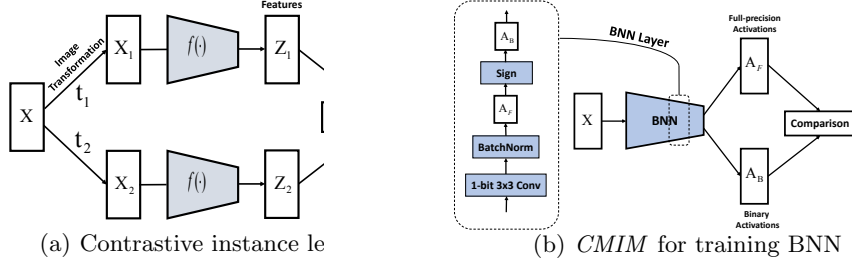 Features
Image
Transformation
X
t1
t2
X1
f(·)
Z1
X2
f(·)
Z2
(a) Contrastive instance le
AB
Sign
AF
BatchNorm
1-bit 3x3 Conv
BNN Layer
X
BNN
Full-precision
Activations
AF
Comparison
AB
Binary
Activations
(b) CMIM for training BNN